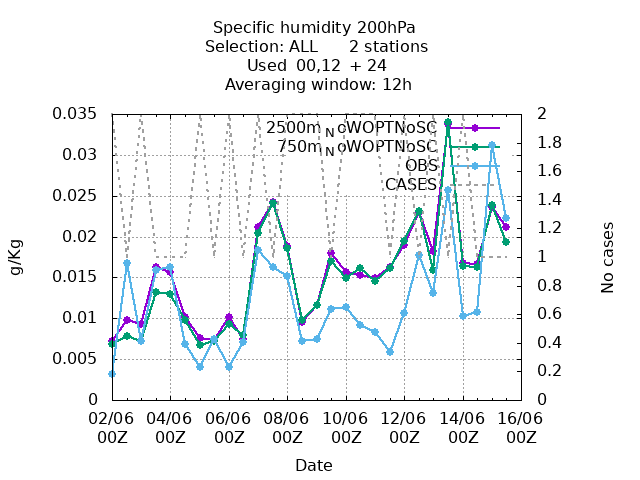 Specific humidity 200hPa
Selection: ALL 2 stations
Used 00,12 + 24
Averaging window: 12h
0.035
0.03
0.025
0.02
0.015
0.01
0.005
0
2
1.8
1.6
1.4
1.2
1
0.8
0.6
0.4
0.2
0
2500m NoWOPTNoSC
750m NoWOPTNoSC
OBS
CASES
g/Kg
No cases
02/06 04/06 06/06 08/06 10/06 12/06 14/06 16/06
00Z 00Z 00Z 00Z 00Z 00Z 00Z 00Z
Date